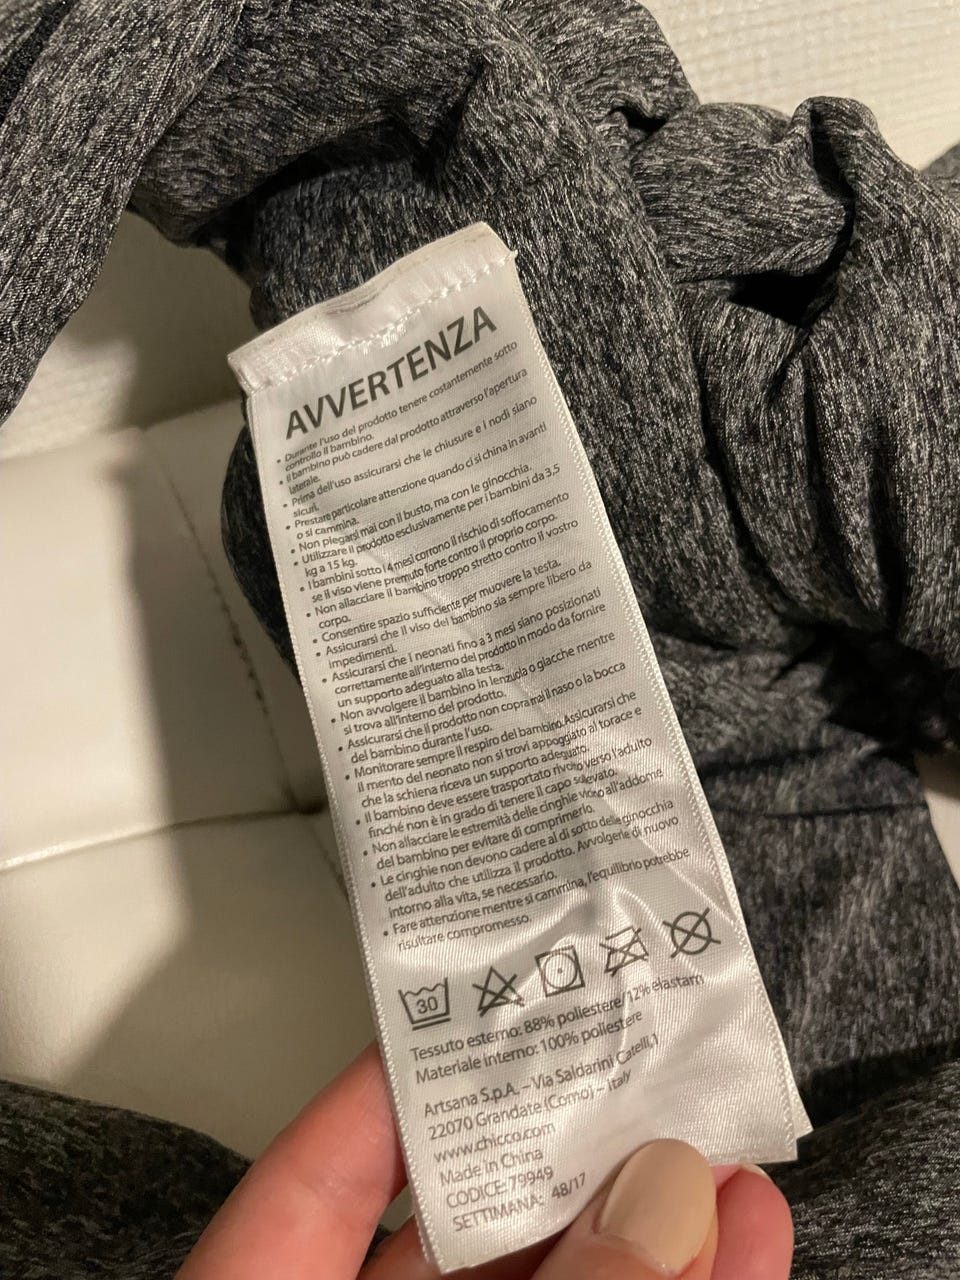 AVVERTENZA
• Durante l'uso del prodotto tenere costantemente sotto
controllo il bambino.
• Il bambino può cadere dal prodotto attraverso l'apertura
laterale.
• Prima dell'uso assicurarsi che le chiusure e i nodi siano
sicuri.
• Prestare particolare attenzione quando ci si china in avanti
o si cammina.
• Non piegarsi mai con il busto, ma con le ginocchia.
• Utilizzare il prodotto esclusivamente per i bambini da 3,5
kg a 15 kg.
• I bambini sotto i 4 mesi corrono il rischio di soffocamento
se il viso viene premuto forte contro il proprio corpo.
• Non allacciare il bambino troppo stretto contro il vostro
corpo.
• Consentire spazio sufficiente per muovere la testa.
• Assicurarsi che il viso del bambino sia sempre libero da
impedimenti.
• Assicurarsi che i neonati fino a 3 mesi siano posizionati
correttamente all'interno del prodotto in modo da fornire
un supporto adeguato alla testa.
• Non avvolgere il bambino in lenzuola o giacche mentre
si trova all'interno del prodotto.
• Assicurarsi che il prodotto non copra mai il naso o la bocca
del bambino durante l'uso.
• Monitorare sempre il respiro del bambino. Assicurarsi che
il mento del neonato non si trovi appoggiato al torace e
che la schiena riceva un supporto adeguato.
• Il bambino deve essere trasportato rivolto verso l'adulto
finché non è in grado di tenere il capo sollevato.
• Non allacciare le estremità delle cinghie vicino all'addome
del bambino per evitare di comprimerlo.
• Le cinghie non devono cadere al di sotto delle ginocchia
dell'adulto che utilizza il prodotto. Avvolgerle di nuovo
intorno alla vita, se necessario.
• Fare attenzione mentre si cammina, l'equilibrio potrebbe
risultare compromesso.
30
Tessuto esterno: 88% poliestere/12% elastam
Materiale interno: 100% poliestere
Artsana S.p.A. – Via Saldarini Catelli,1
22070 Grandate (Como) – Italy
www.chicco.com
Made in China
CODICE: 79949
SETTIMANA: 48/17